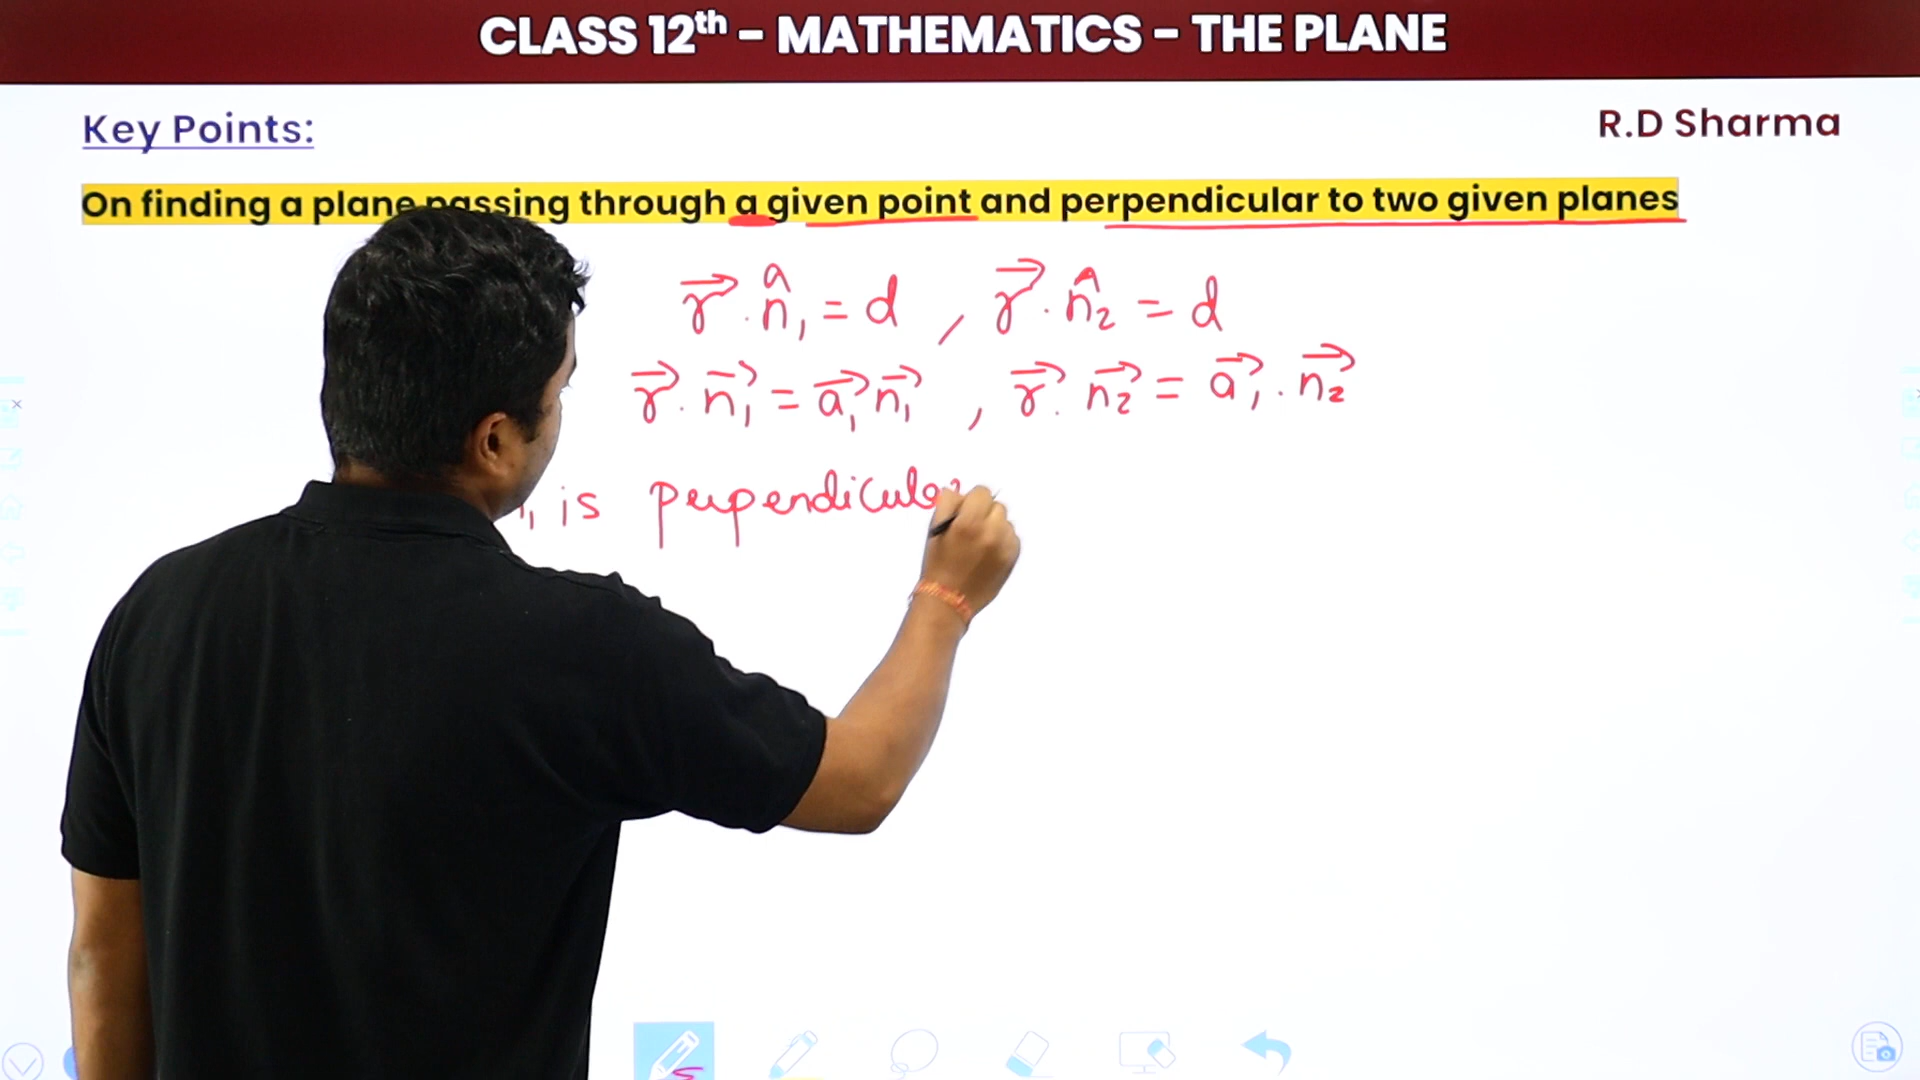 CLASS 12th - MATHEMATICS - THE PLANE
Key Points:
R.D Sharma
On finding a plane passing through a given point and perpendicular to two given planes
r⃗ . n̂₁ = d , r⃗ . n̂₂ = d
r⃗ . n⃗₁ = a⃗₁ n⃗₁ , r⃗ . n⃗₂ = a⃗₁ . n⃗₂
is perpendicular